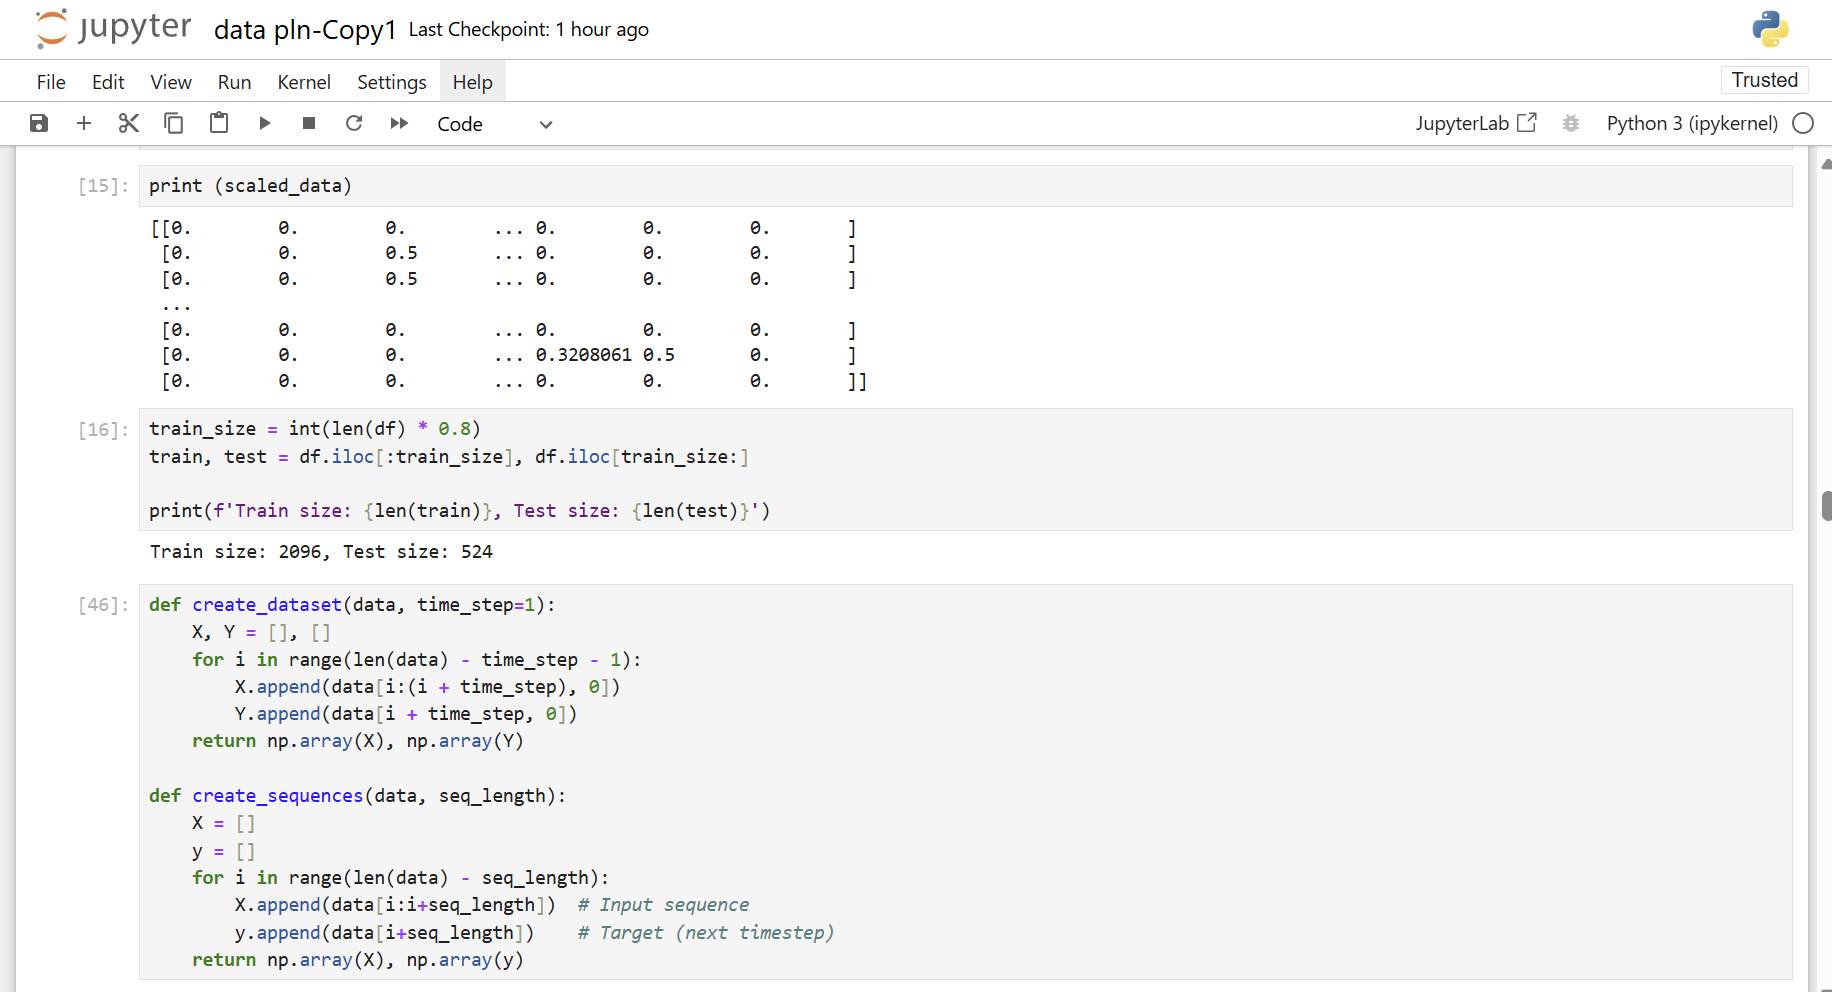 jupyter data pln-Copy1 Last Checkpoint: 1 hour ago
File Edit View Run Kernel Settings Help Trusted
Code JupyterLab Python 3 (ipykernel)
[15]: print (scaled_data)
[[0.        0.        0.        ... 0.        0.        0.       ]
 [0.        0.        0.5       ... 0.        0.        0.       ]
 [0.        0.        0.5       ... 0.        0.        0.       ]
 ...
 [0.        0.        0.        ... 0.        0.        0.       ]
 [0.        0.        0.        ... 0.3208061 0.5       0.       ]
 [0.        0.        0.        ... 0.        0.        0.       ]]
[16]: train_size = int(len(df) * 0.8)
train, test = df.iloc[:train_size], df.iloc[train_size:]
print(f'Train size: {len(train)}, Test size: {len(test)}')
Train size: 2096, Test size: 524
[46]: def create_dataset(data, time_step=1):
    X, Y = [], []
    for i in range(len(data) - time_step - 1):
        X.append(data[i:(i + time_step), 0])
        Y.append(data[i + time_step, 0])
    return np.array(X), np.array(Y)
def create_sequences(data, seq_length):
    X = []
    y = []
    for i in range(len(data) - seq_length):
        X.append(data[i:i+seq_length])  # Input sequence
        y.append(data[i+seq_length])    # Target (next timestep)
    return np.array(X), np.array(y)